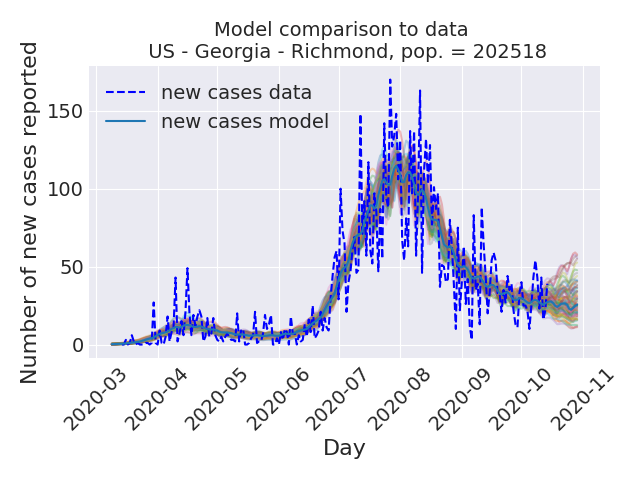 Model comparison to data
US - Georgia - Richmond, pop. = 202518
Number of new cases reported
150
100
50
0
new cases data
new cases model
2020-03
2020-04
2020-05
2020-06
2020-07
2020-08
2020-09
2020-10
2020-11
Day